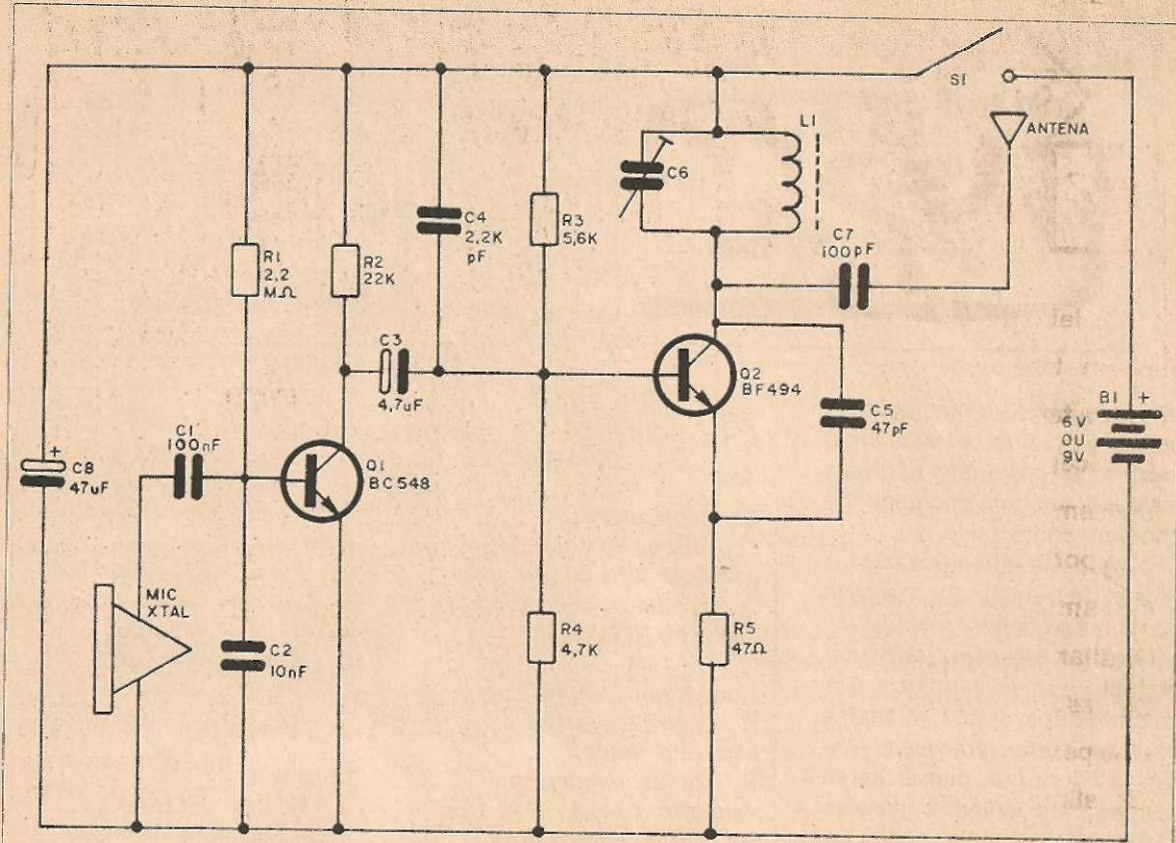 S1
ANTENA
L1
C6
C7
100pF
C4
2,2K
pF
R3
5,6K
R1
2,2
MΩ
R2
22K
C3
4,7uF
Q2
BF494
C5
47pF
B1
+
6V
OU
9V
C1
100nF
+
C8
47uF
Q1
BC548
MIC
XTAL
C2
10nF
R4
4,7K
R5
47Ω